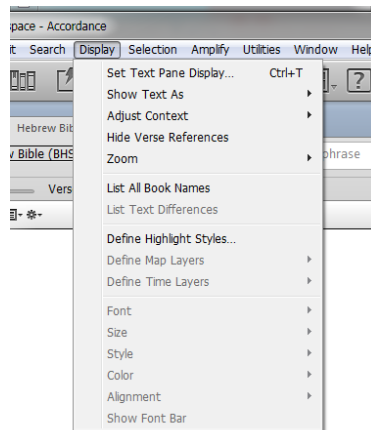 space - Accordance
it Search Display Selection Amplify Utilities Window Help
Set Text Pane Display... Ctrl+T
Show Text As
Adjust Context
Hebrew Bib
Hide Verse References
w Bible (BHS
Zoom
phrase
Vers
List All Book Names
List Text Differences
Define Highlight Styles...
Define Map Layers
Define Time Layers
Font
Size
Style
Color
Alignment
Show Font Bar